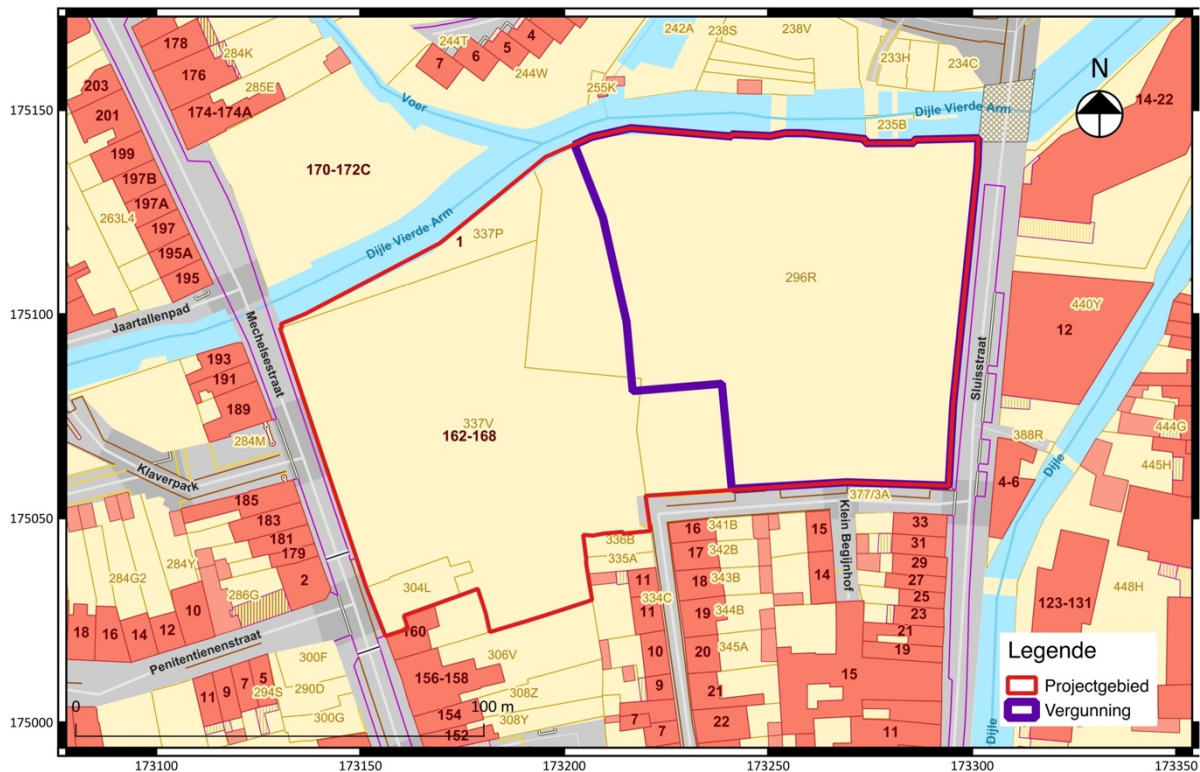 178
284K
176
285E
174-174A
203
201
199
197B
197A
197
195A
195
263L4
244T
7
6
5
4
244W
242A
238S
238V
233H
234C
255K
235B
Voer
Dijle Vierde Arm
N
14-22
175150
170-172C
Dijle Vierde Arm
1
337P
296R
440Y
12
175100
Jaartallenpad
Mechelsestraat
193
191
189
284M
Klaverpark
337V
162-168
Sluisstraat
388R
444G
445H
Dijle
4-6
377/3A
185
183
181
179
2
175050
284G2
284Y
286G
10
18
16
14
12
Penitentienenstraat
11
9
7
5
294S
300F
290D
300G
304L
160
306V
156-158
154
152
308Z
308Y
336B
335A
11
334C
11
10
9
7
7
16
341B
17
342B
18
343B
19
344B
20
345A
21
22
15
14
Klein Begijnhof
33
31
29
27
25
23
21
19
15
11
448H
123-131
Dijle
Legende
Projectgebied
Vergunning
0
100 m
175000
173100
173150
173200
173250
173300
173350